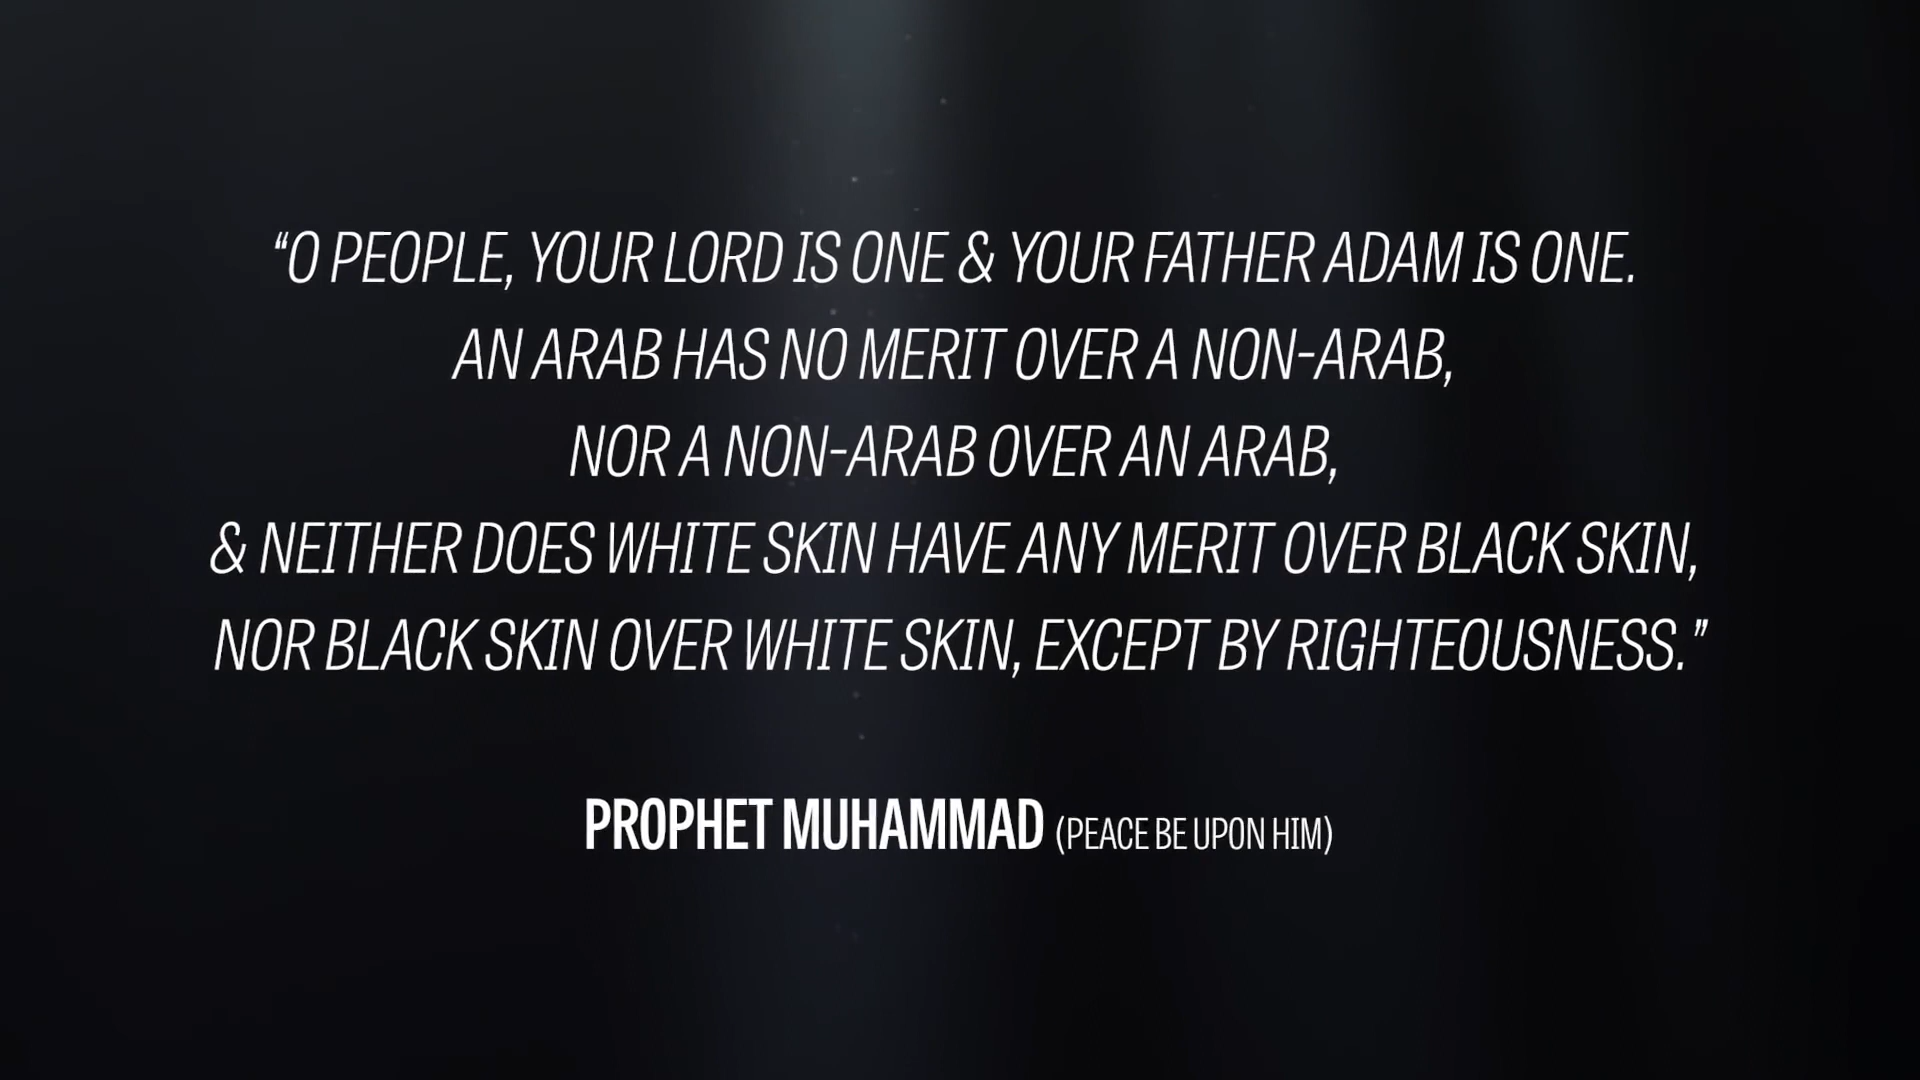 “O PEOPLE, YOUR LORD IS ONE & YOUR FATHER ADAM IS ONE.
AN ARAB HAS NO MERIT OVER A NON-ARAB,
NOR A NON-ARAB OVER AN ARAB,
& NEITHER DOES WHITE SKIN HAVE ANY MERIT OVER BLACK SKIN,
NOR BLACK SKIN OVER WHITE SKIN, EXCEPT BY RIGHTEOUSNESS.”
PROPHET MUHAMMAD (PEACE BE UPON HIM)